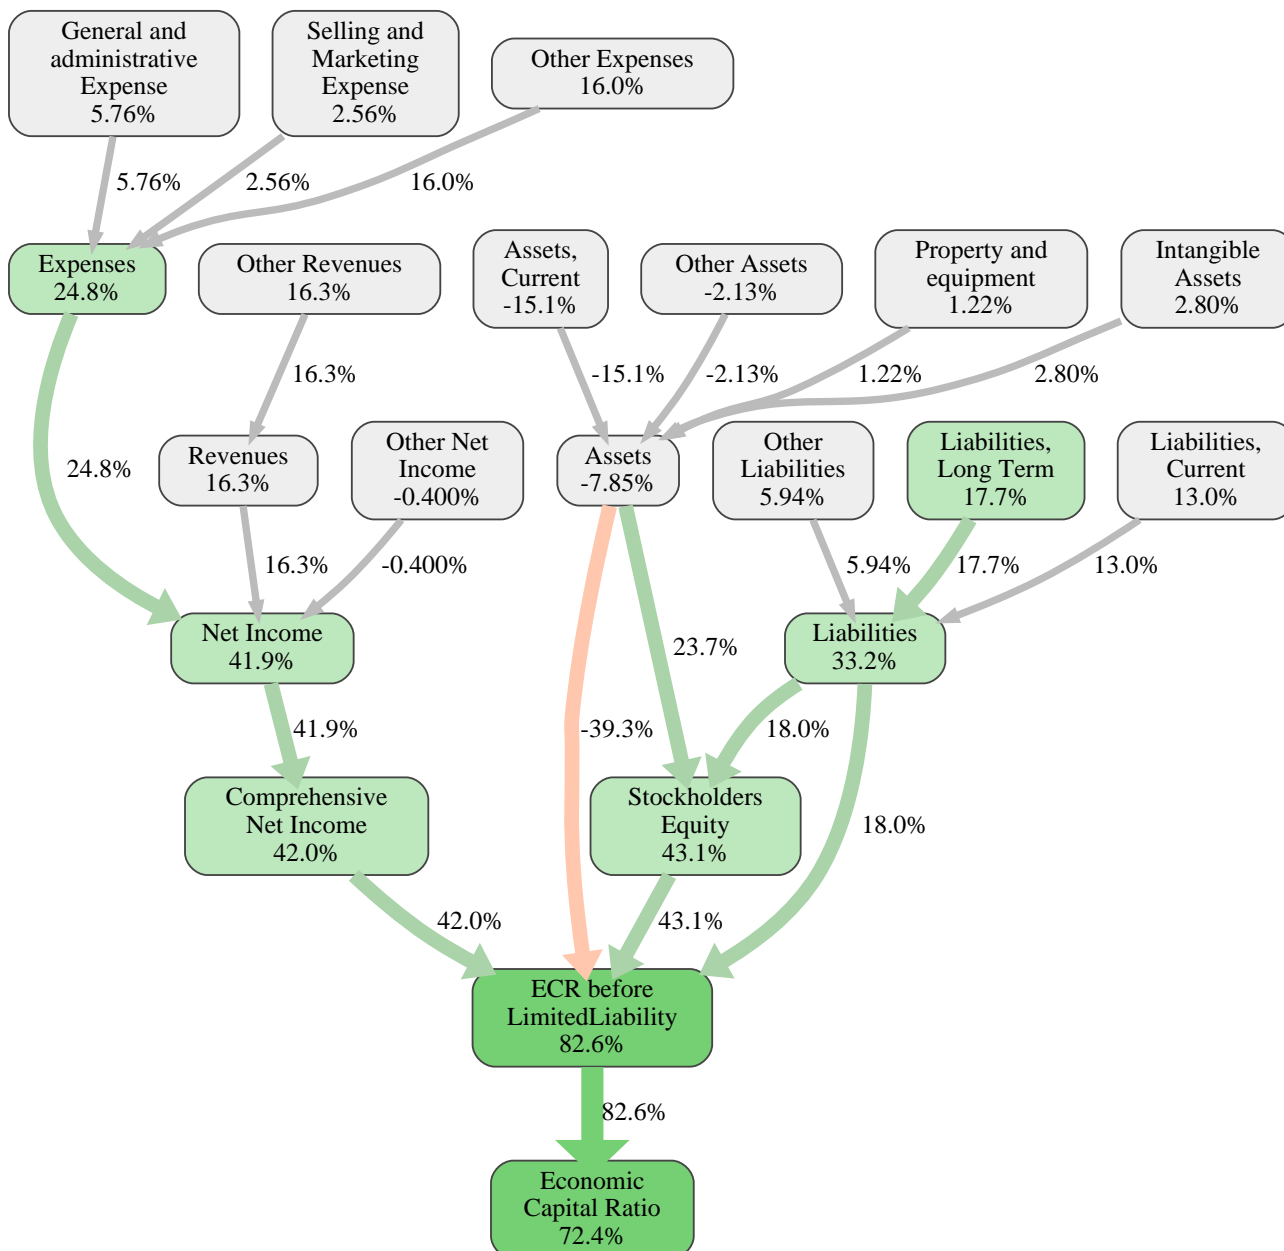 General and
administrative
Expense
5.76%
Selling and
Marketing
Expense
2.56%
Other Expenses
16.0%
5.76%
2.56%
16.0%
Expenses
24.8%
Other Revenues
16.3%
Assets,
Current
-15.1%
Other Assets
-2.13%
Property and
equipment
1.22%
Intangible
Assets
2.80%
16.3%
-15.1%
-2.13%
1.22%
2.80%
24.8%
Revenues
16.3%
Other Net
Income
-0.400%
Assets
-7.85%
Other
Liabilities
5.94%
Liabilities,
Long Term
17.7%
Liabilities,
Current
13.0%
16.3%
-0.400%
5.94%
17.7%
13.0%
Net Income
41.9%
23.7%
Liabilities
33.2%
41.9%
-39.3%
18.0%
Comprehensive
Net Income
42.0%
Stockholders
Equity
43.1%
18.0%
42.0%
43.1%
ECR before
LimitedLiability
82.6%
82.6%
Economic
Capital Ratio
72.4%